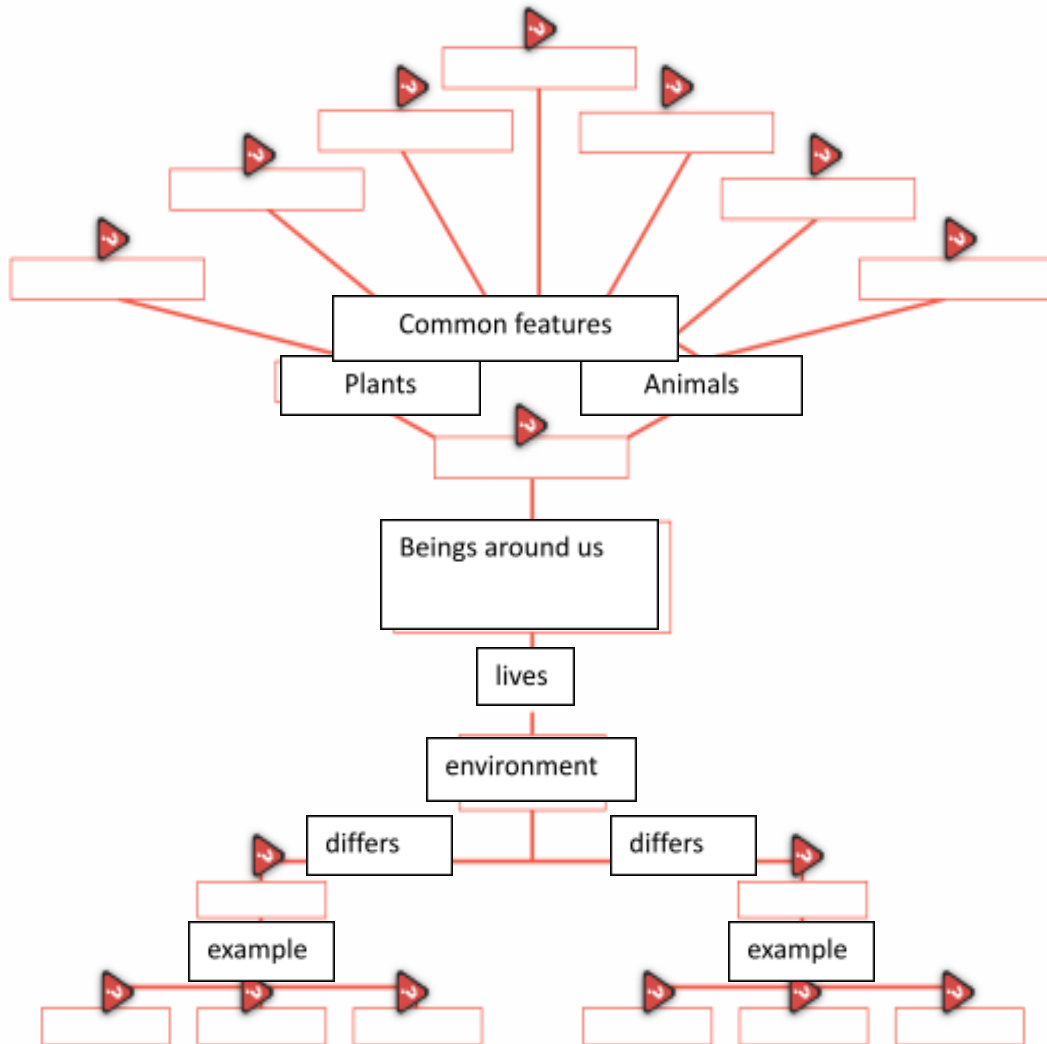 ?
?
?
?
?
?
?
Common features
Plants
Animals
?
Beings around us
lives
environment
differs
differs
?
?
example
example
?
?
?
?
?
?